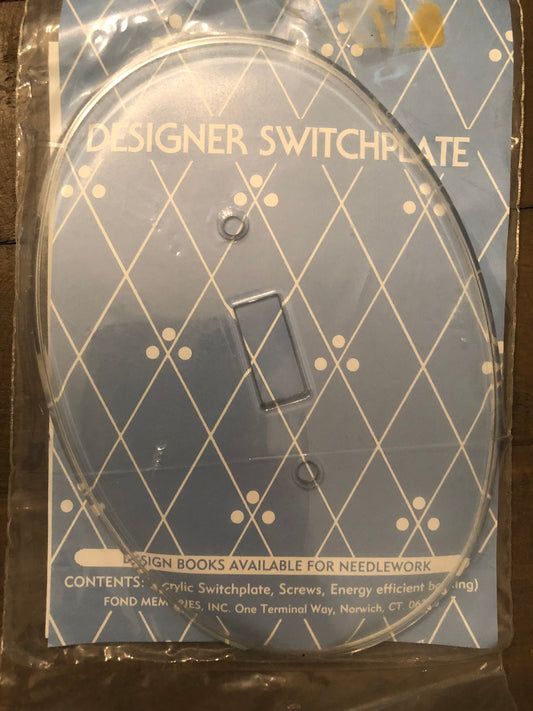 DESIGNER SWITCHPLATE
DESIGN BOOKS AVAILABLE FOR NEEDLEWORK
CONTENTS: Switchplate, Screws, Energy efficient
FOND INC. One Terminal Way, Norwich, CT.